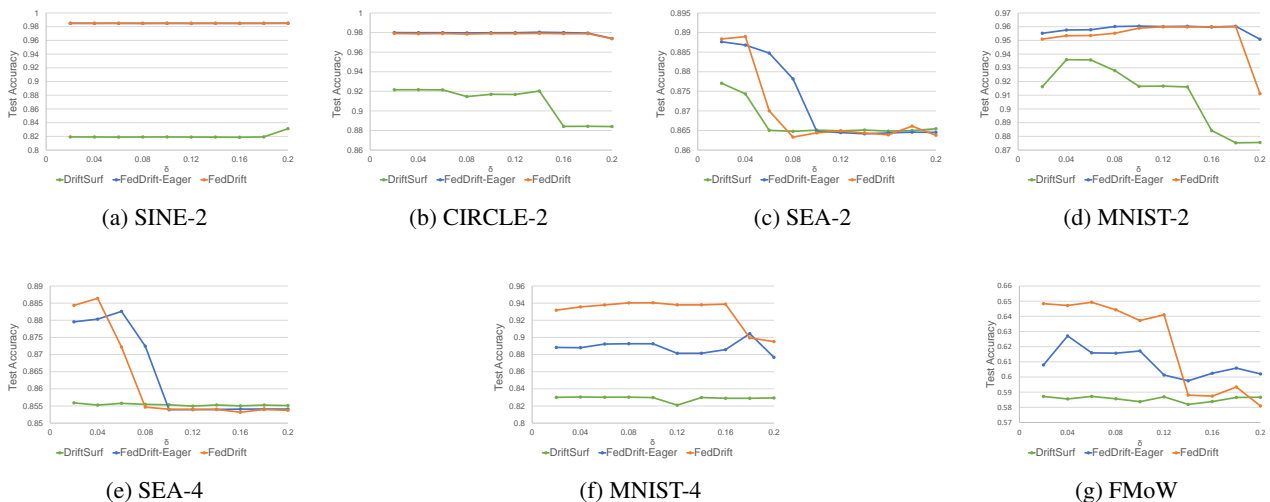 Test Accuracy
1
0.98
0.96
0.94
0.92
0.9
0.88
0.86
0.84
0.82
0.8
0 0.04 0.08 0.12 0.16 0.2
δ
DriftSurf FedDrift-Eager FedDrift
(a) SINE-2
Test Accuracy
1
0.98
0.96
0.94
0.92
0.9
0.88
0.86
0 0.04 0.08 0.12 0.16 0.2
δ
DriftSurf FedDrift-Eager FedDrift
(b) CIRCLE-2
Test Accuracy
0.895
0.89
0.885
0.88
0.875
0.87
0.865
0.86
0 0.04 0.08 0.12 0.16 0.2
δ
DriftSurf FedDrift-Eager FedDrift
(c) SEA-2
Test Accuracy
0.97
0.96
0.95
0.94
0.93
0.92
0.91
0.9
0.89
0.88
0.87
0 0.04 0.08 0.12 0.16 0.2
δ
DriftSurf FedDrift-Eager FedDrift
(d) MNIST-2
Test Accuracy
0.89
0.885
0.88
0.875
0.87
0.865
0.86
0.855
0.85
0 0.04 0.08 0.12 0.16 0.2
δ
DriftSurf FedDrift-Eager FedDrift
(e) SEA-4
Test Accuracy
0.96
0.94
0.92
0.9
0.88
0.86
0.84
0.82
0.8
0 0.04 0.08 0.12 0.16 0.2
δ
DriftSurf FedDrift-Eager FedDrift
(f) MNIST-4
Test Accuracy
0.66
0.65
0.64
0.63
0.62
0.61
0.6
0.59
0.58
0.57
0 0.04 0.08 0.12 0.16 0.2
δ
DriftSurf FedDrift-Eager FedDrift
(g) FMoW